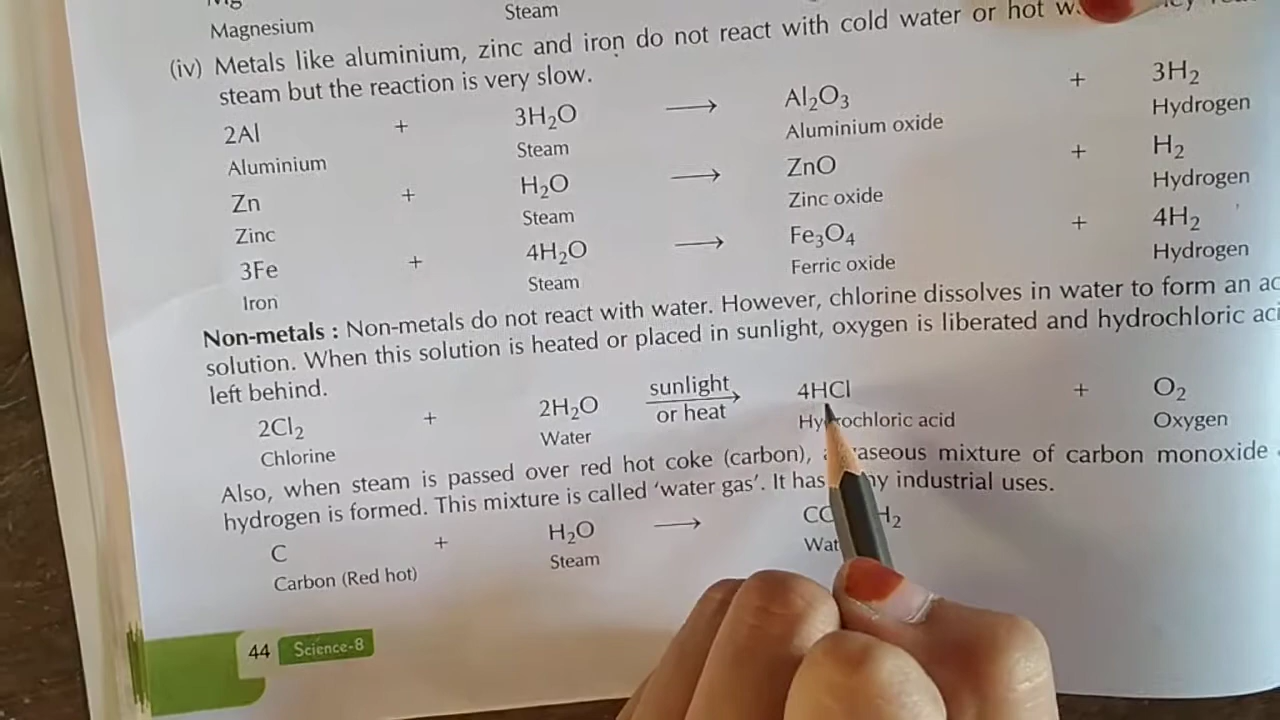 Magnesium Steam
(iv) Metals like aluminium, zinc and iron do not react with cold water or hot
steam but the reaction is very slow.
2Al + 3H₂O ⟶ Al₂O₃ + 3H₂
Aluminium Steam Aluminium oxide Hydrogen
Zn + H₂O ⟶ ZnO + H₂
Zinc Steam Zinc oxide Hydrogen
3Fe + 4H₂O ⟶ Fe₃O₄ + 4H₂
Iron Steam Ferric oxide Hydrogen
Non-metals : Non-metals do not react with water. However, chlorine dissolves in water to form an
solution. When this solution is heated or placed in sunlight, oxygen is liberated and hydrochloric
left behind.
2Cl₂ + 2H₂O sunlight or heat ⟶ 4HCl + O₂
Chlorine Water Hydrochloric acid Oxygen
Also, when steam is passed over red hot coke (carbon), gaseous mixture of carbon monoxide
hydrogen is formed. This mixture is called 'water gas'. It has industrial uses.
C + H₂O ⟶ H₂
Carbon (Red hot) Steam
44 Science-8